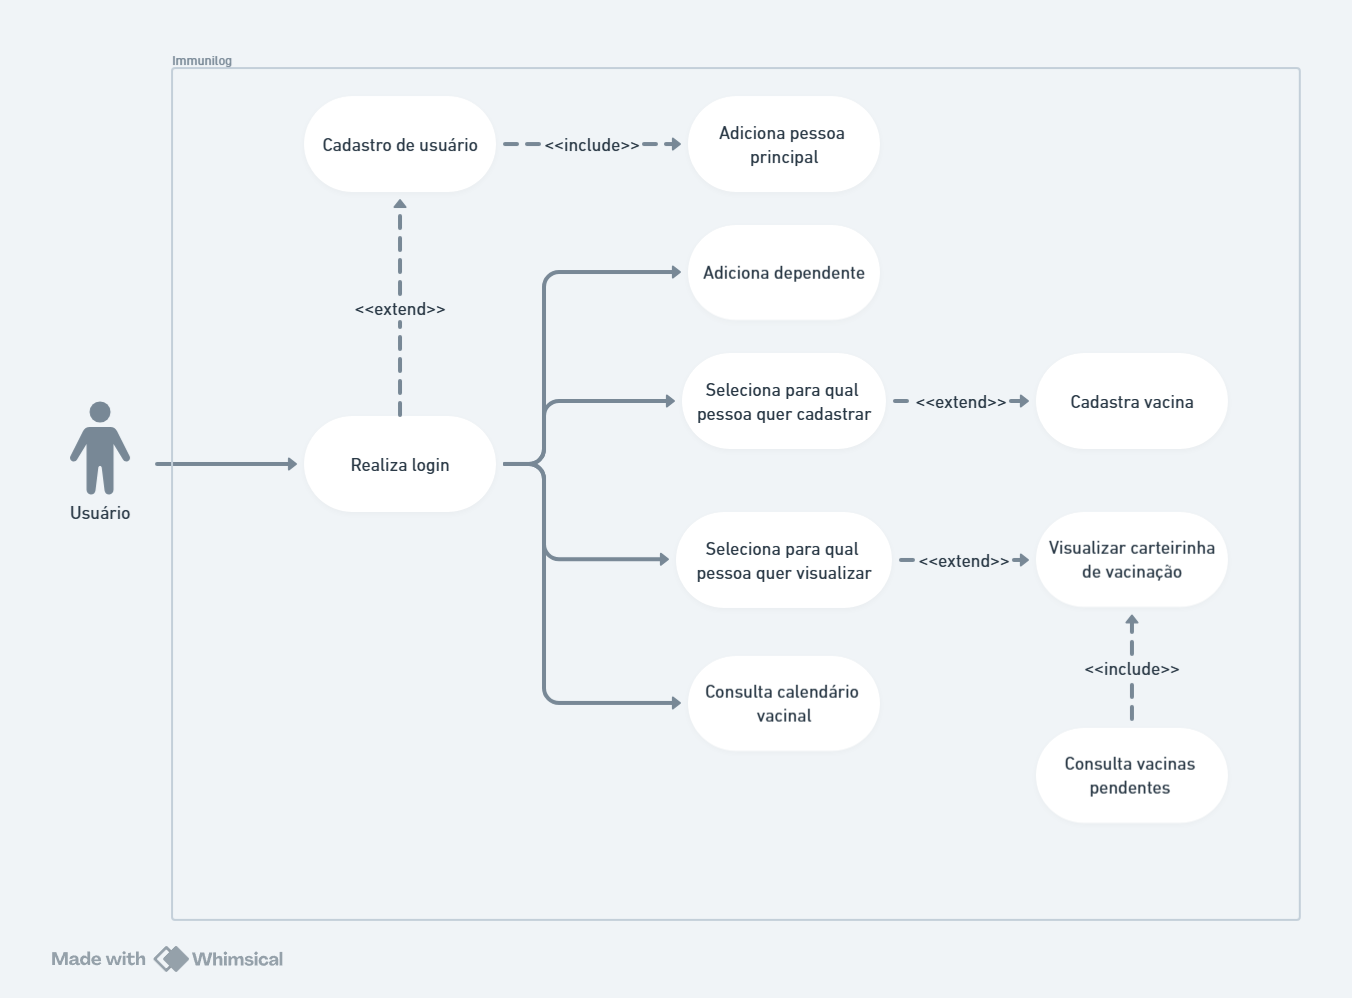 Immunilog
Cadastro de usuário
<<include>>
Adiciona pessoa
principal
Adiciona dependente
<<extend>>
Seleciona para qual
pessoa quer cadastrar
<<extend>>
Cadastra vacina
Usuário
Realiza login
Seleciona para qual
pessoa quer visualizar
<<extend>>
Visualizar carteirinha
de vacinação
<<include>>
Consulta calendário
vacinal
Consulta vacinas
pendentes
Made with Whimsical